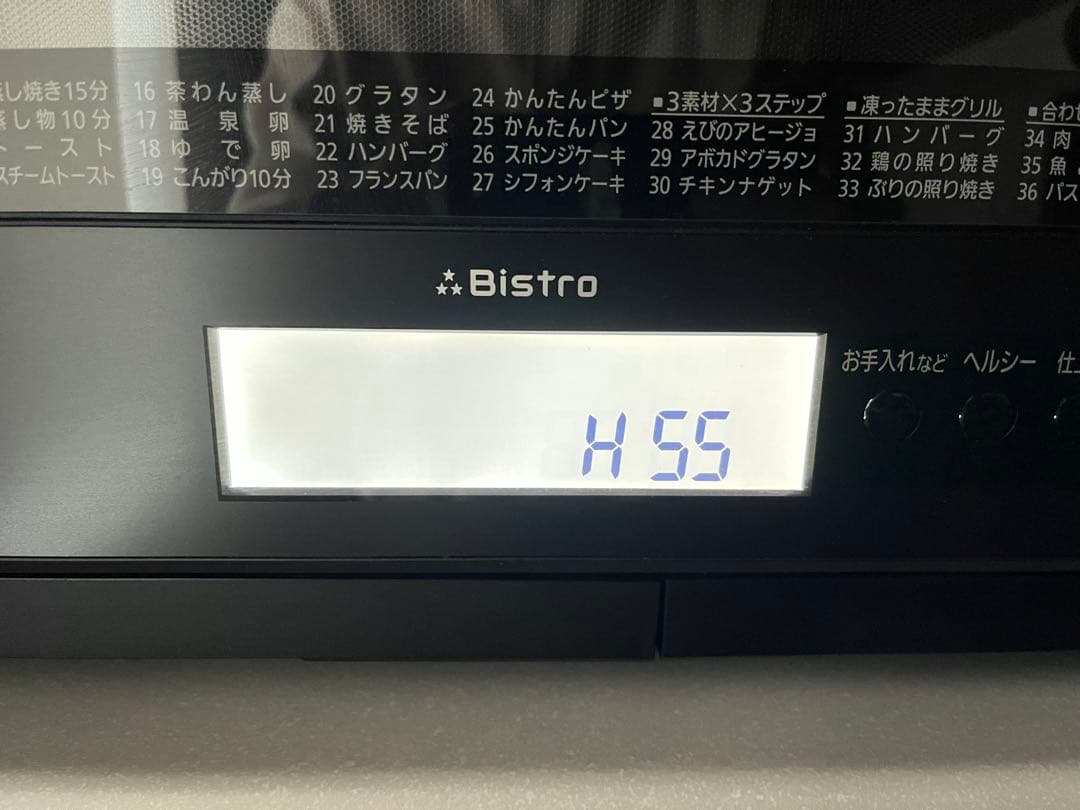 蒸し焼き15分
16 茶わん蒸し
20 グラタン
24 かんたんピザ
■3素材×3ステップ
■凍ったままグリル
蒸し物10分
17 温泉卵
21 焼きそば
25 かんたんパン
28 えびのアヒージョ
31 ハンバーグ
34 肉
トースト
18 ゆで卵
22 ハンバーグ
26 スポンジケーキ
29 アボカドグラタン
32 鶏の照り焼き
35 魚
スチームトースト
19 こんがり10分
23 フランスパン
27 シフォンケーキ
30 チキンナゲット
33 ぶりの照り焼き
36 パス
Bistro
H55
お手入れなど ヘルシー 仕